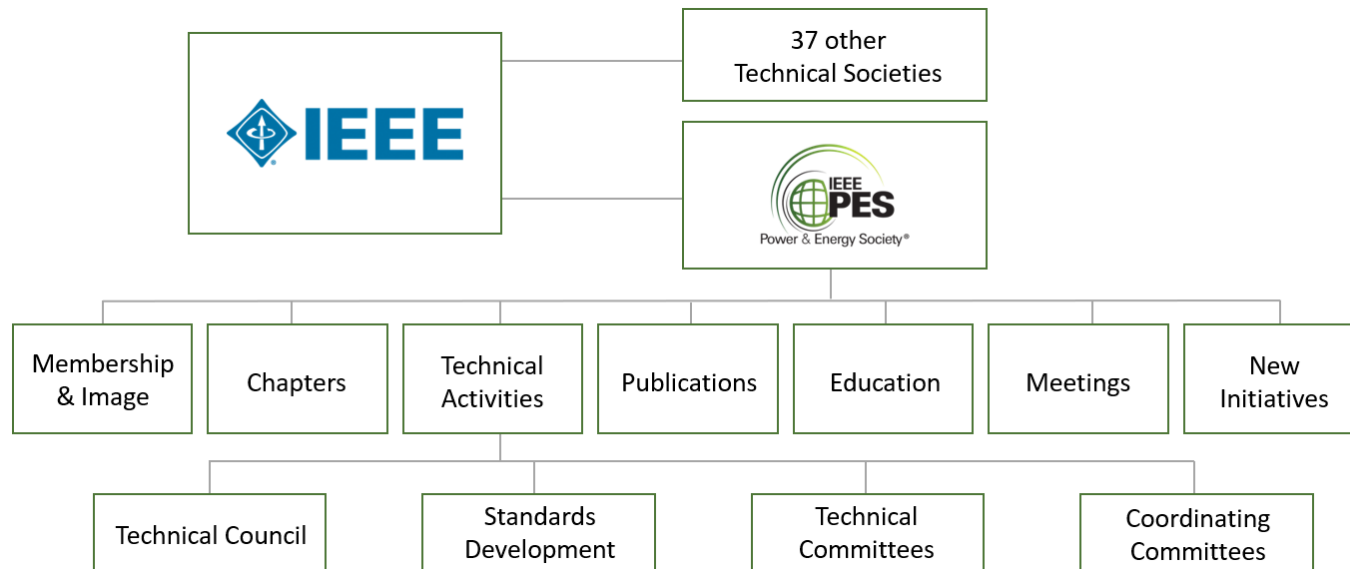 37 other
Technical Societies
IEEE
IEEE
PES
Power & Energy Society®
Membership
& Image
Chapters
Technical
Activities
Publications
Education
Meetings
New
Initiatives
Technical Council
Standards
Development
Technical
Committees
Coordinating
Committees